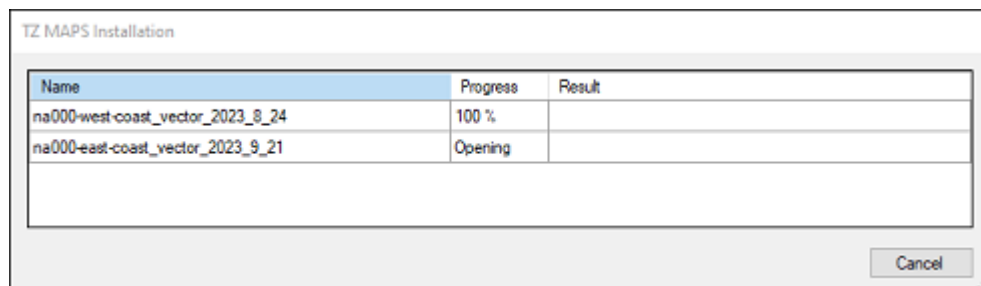 TZ MAPS Installation
Name Progress Result
na000-west-coast_vector_2023_8_24 100 %
na000-east-coast_vector_2023_9_21 Opening
Cancel